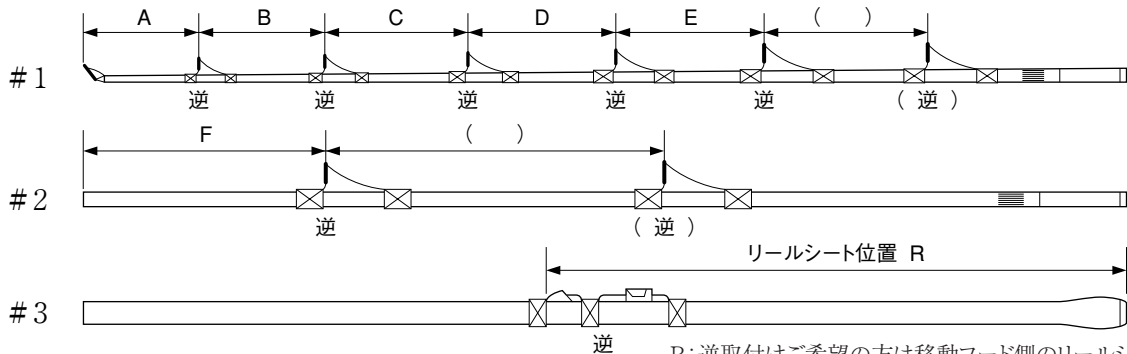 A B C D E ( )
#1
逆 逆 逆 逆 逆 (逆)
F ( )
#2
逆 (逆)
リールシート位置 R
#3
逆
R:逆取付けご希望の方は移動フード側のリールシ